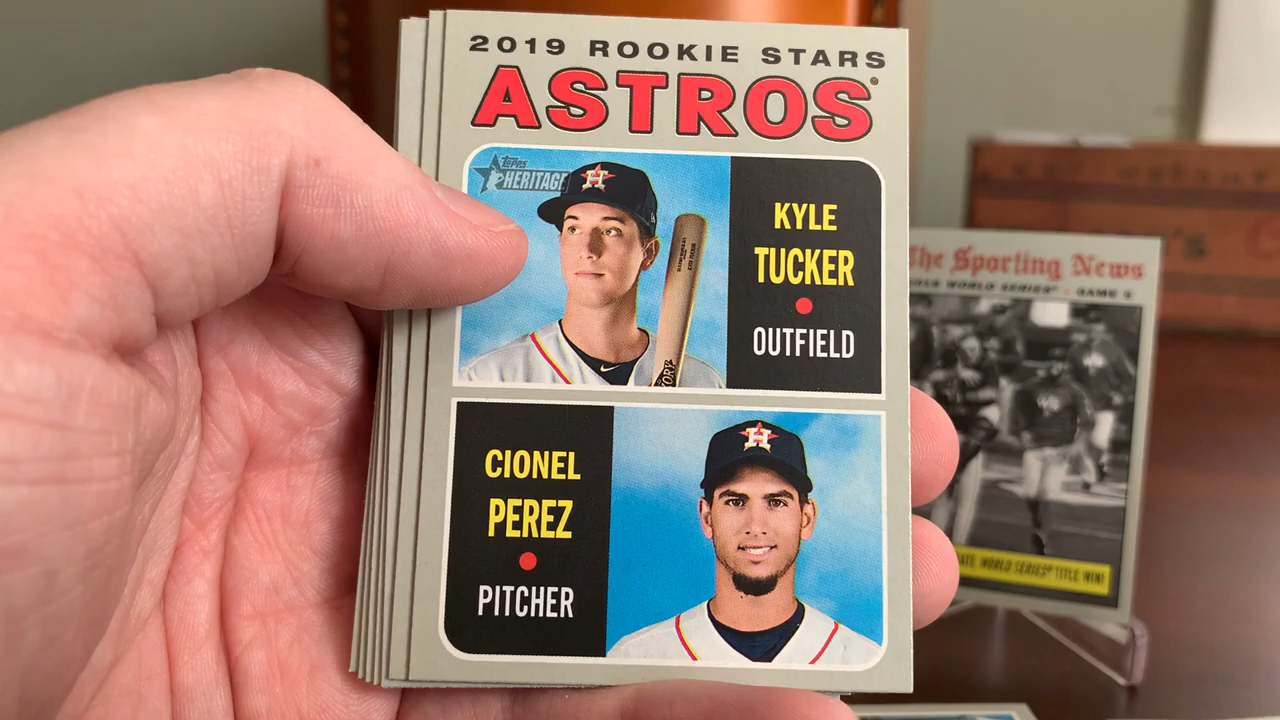 2019 ROOKIE STARS
ASTROS®
Topps
HERITAGE
H
KYLE
TUCKER
OUTFIELD
CIONEL
PEREZ
PITCHER
H
The Sporting News
WORLD SERIES • GAME 5
WORLD SERIES® TITLE WIN!